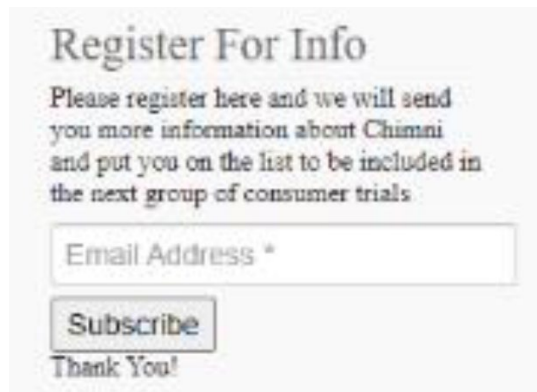 Register For Info
Please register here and we will send
you more information about Chimni
and put you on the list to be included in
the next group of consumer trials
Email Address *
Subscribe
Thank You!